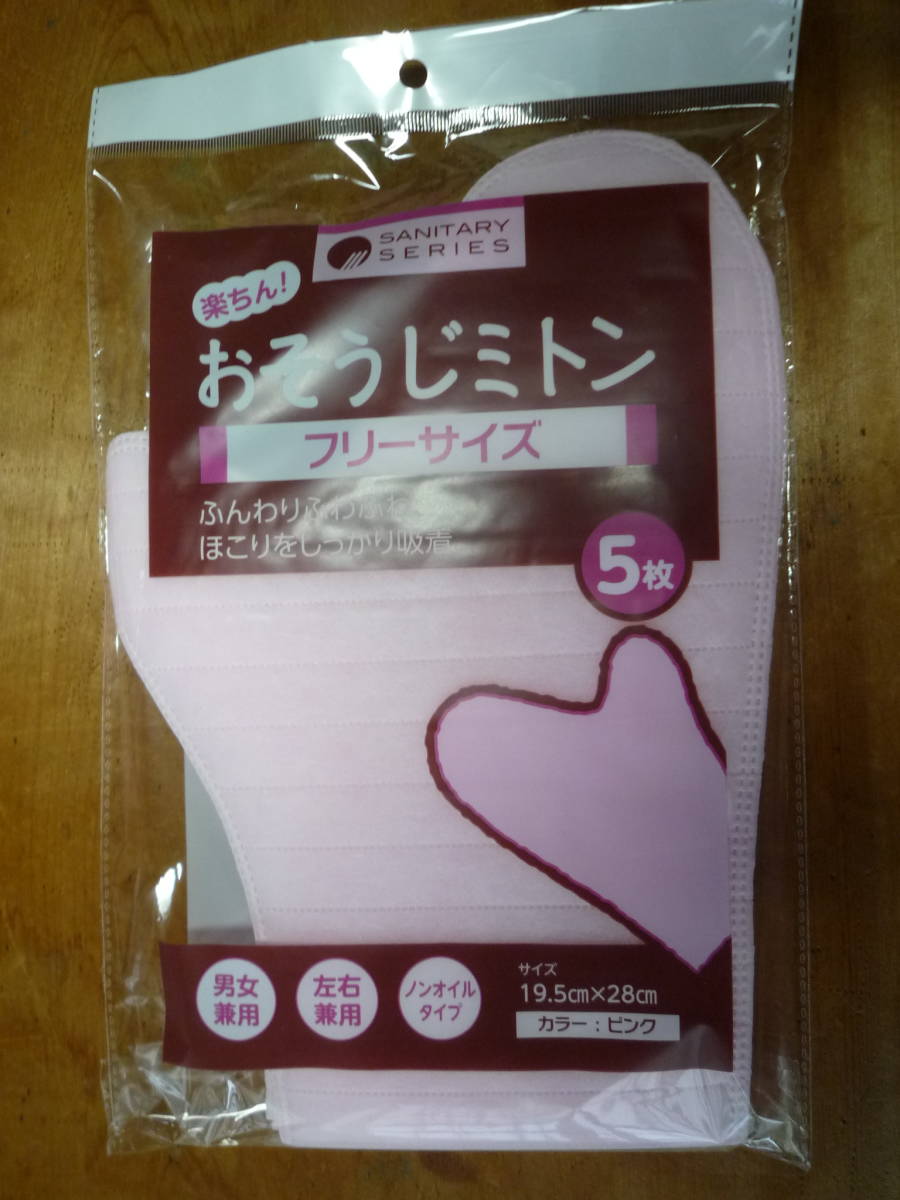 SANITARY
SERIES
楽ちん!
おそうじミトン
フリーサイズ
ふんわりふわふわ
ほこりをしっかり吸着
5枚
男女
兼用
左右
兼用
ノンオイル
タイプ
サイズ
19.5cm×28cm
カラー：ピンク